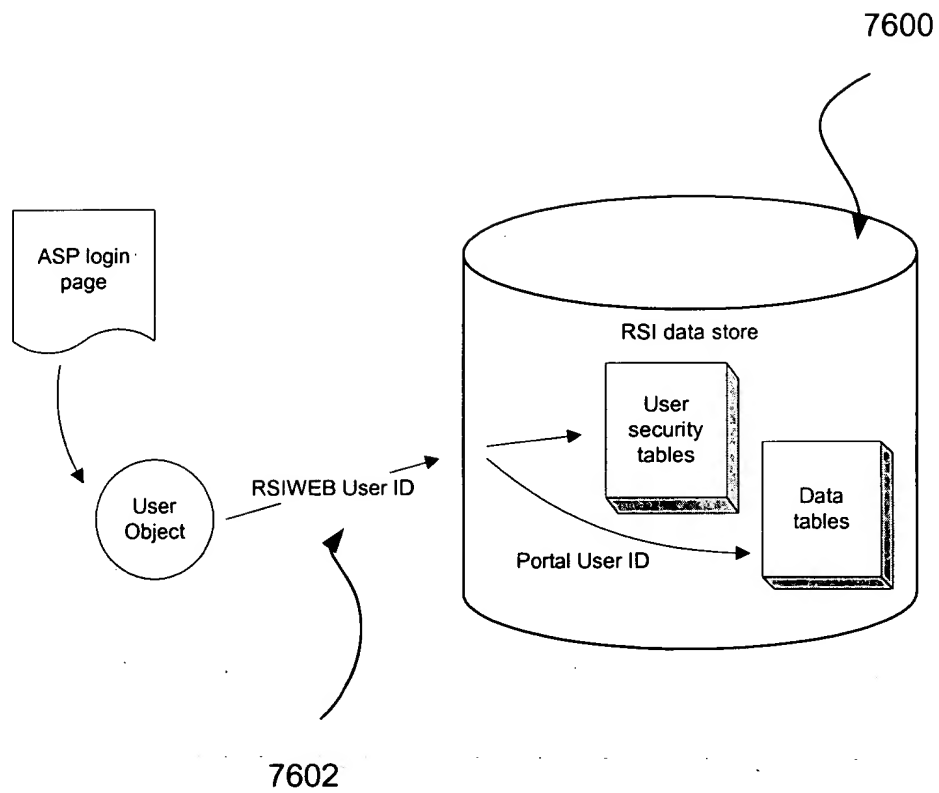 7600
ASP login
page
RSI data store
User
security
tables
RSIWEB User ID
User
Object
Data
tables
Portal User ID
7602